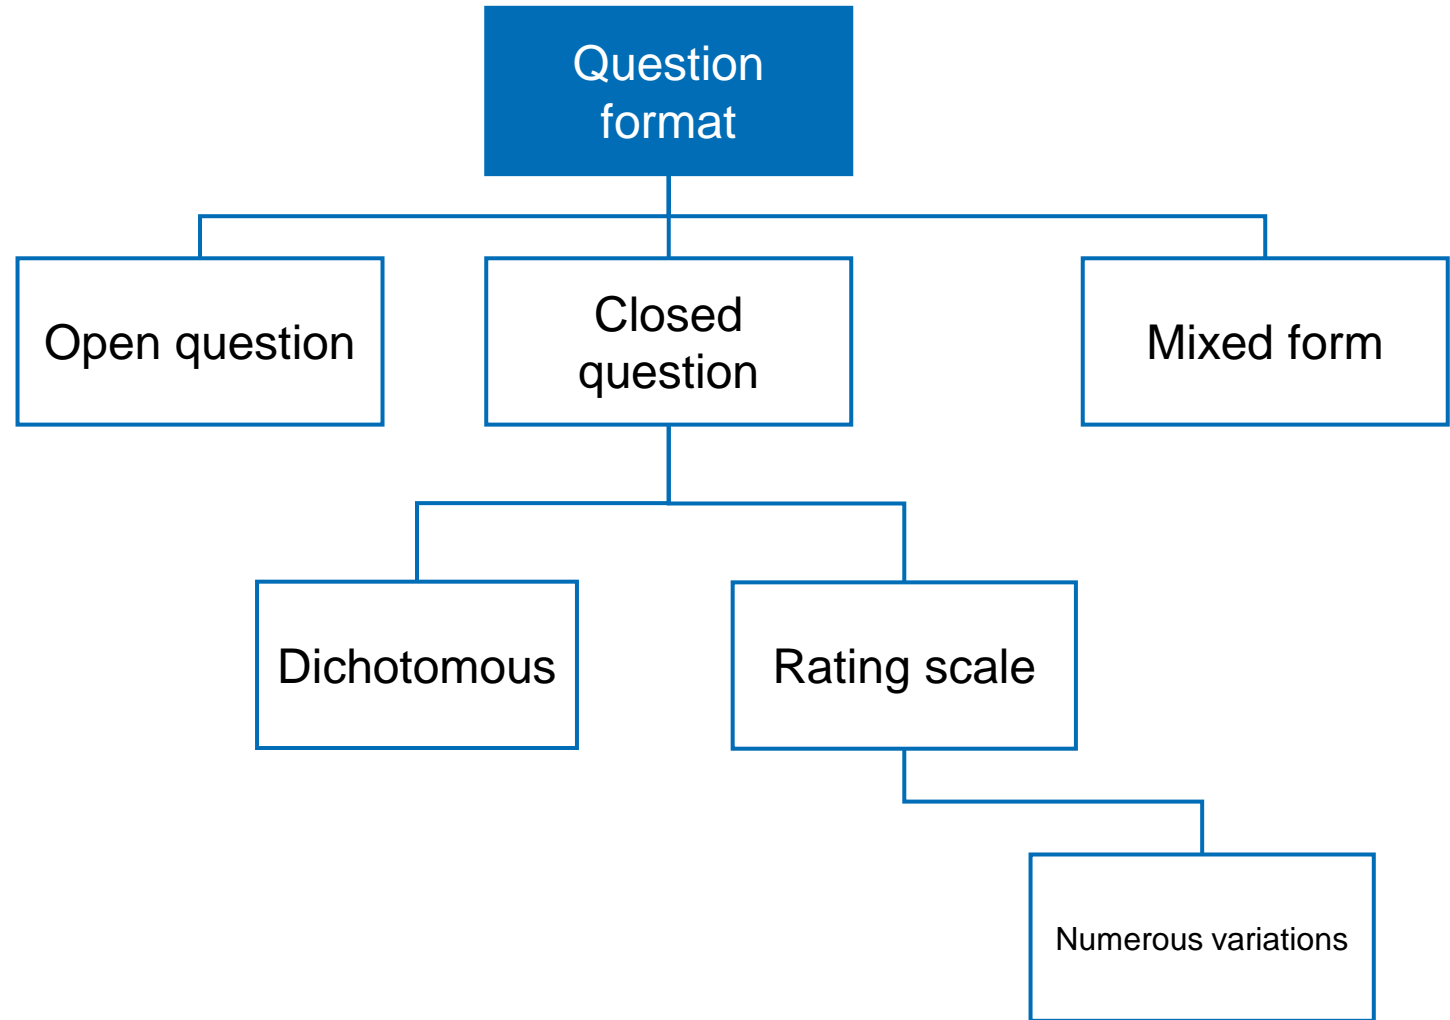 Question
format
Open question
Closed
question
Mixed form
Dichotomous
Rating scale
Numerous variations